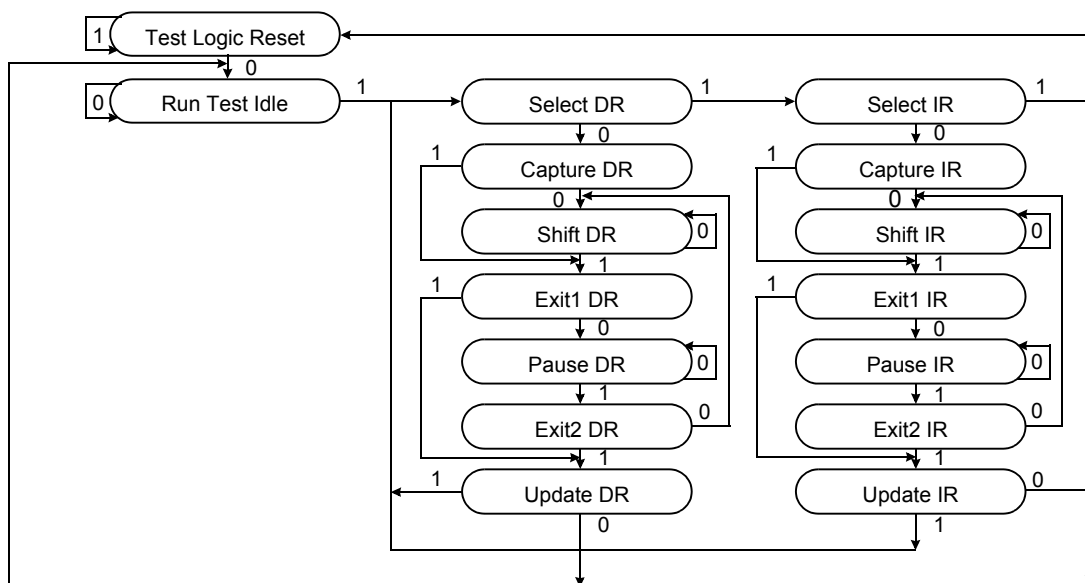 1 Test Logic Reset
0
0 Run Test Idle 1
Select DR 1
Select IR 1
0
0
1 Capture DR
1 Capture IR
0
0
Shift DR 0
Shift IR 0
1
1
1 Exit1 DR
1 Exit1 IR
0
0
Pause DR 0
Pause IR 0
1
1
Exit2 DR 0
Exit2 IR 0
1
1
1 Update DR
Update IR 0
0
1